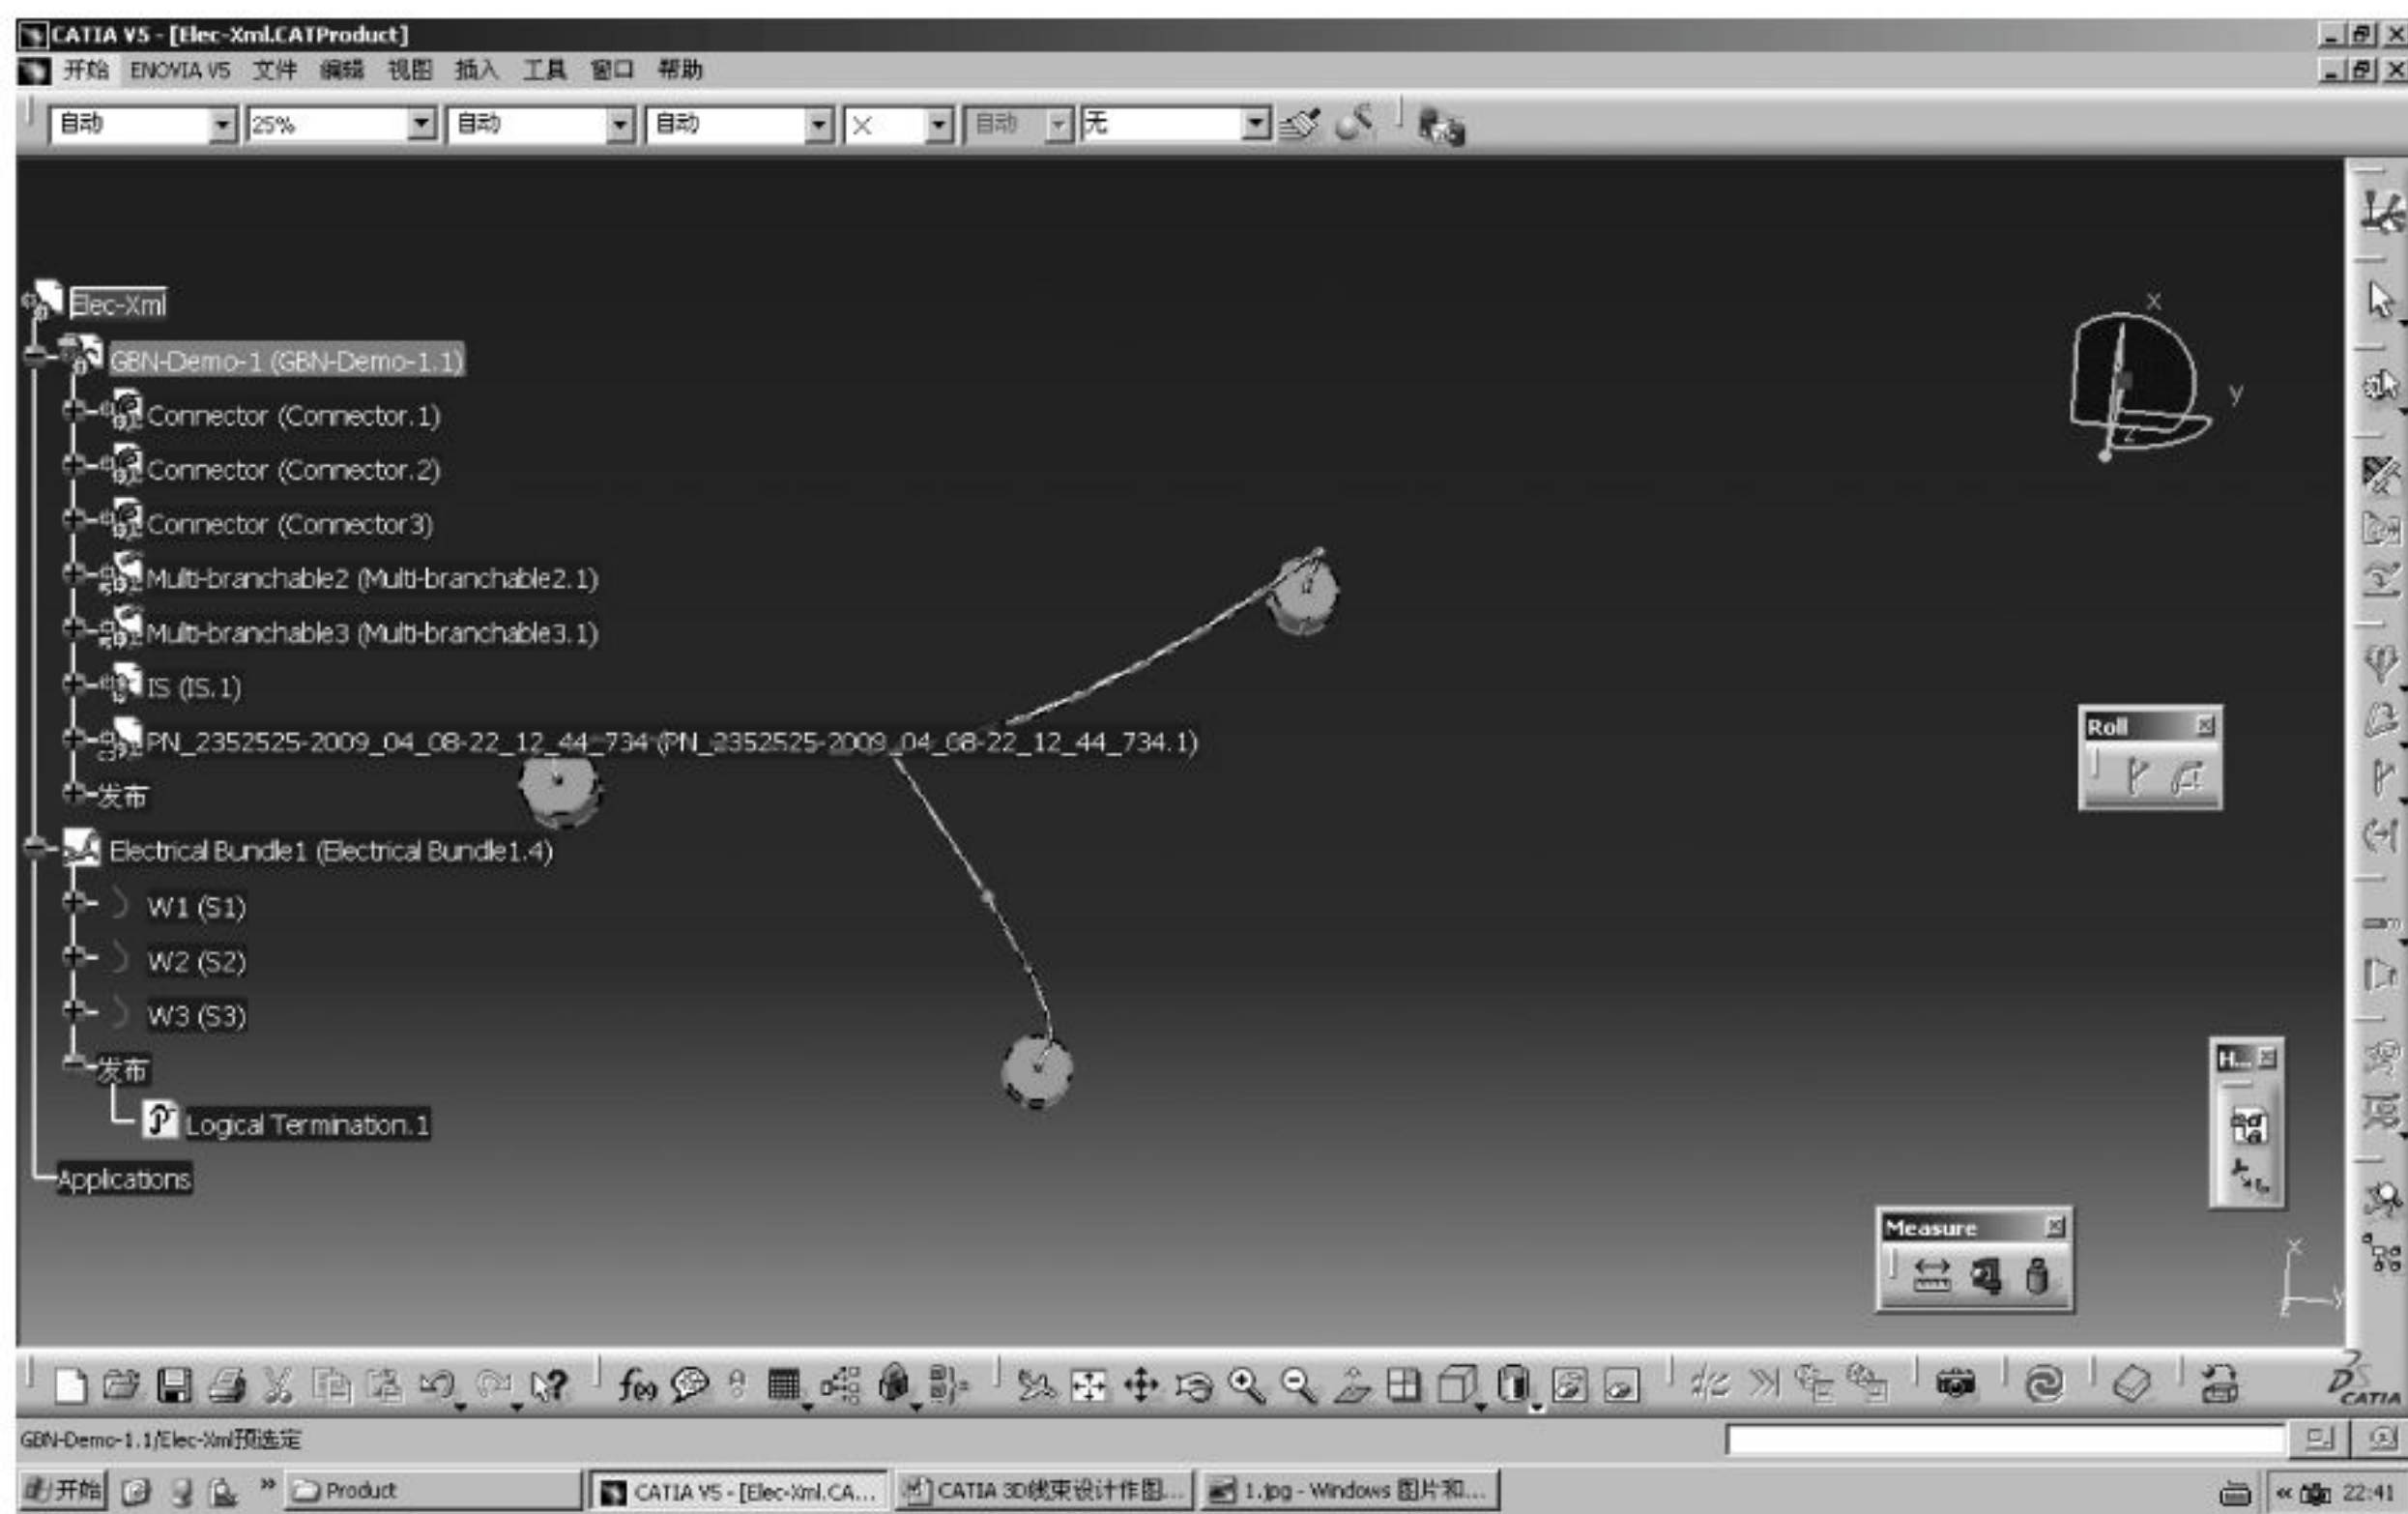 CATIA V5 - [Elec-Xml.CATProduct]
开始 ENOVIA V5 文件 编辑 视图 插入 工具 窗口 帮助
自动 25% 自动 自动 自动 无
Elec-Xml
GBN-Demo-1 (GBN-Demo-1.1)
Connector (Connector.1)
Connector (Connector.2)
Connector (Connector3)
Multi-branchable2 (Multi-branchable2.1)
Multi-branchable3 (Multi-branchable3.1)
IS (IS.1)
PN_2352525-2009_04_08-22_12_44_734 (PN_2352525-2009_04_08-22_12_44_734.1)
发布
Electrical Bundle1 (Electrical Bundle1.4)
W1 (S1)
W2 (S2)
W3 (S3)
发布
Logical Termination.1
Applications
x
y
z
Roll
H...
Measure
x
y
z
CATIA
GBN-Demo-1.1/Elec-Xml预选定
开始 Product CATIA V5 - [Elec-Xml.CA... CATIA 3D线束设计作图... 1.jpg - Windows 图片和... 22:41